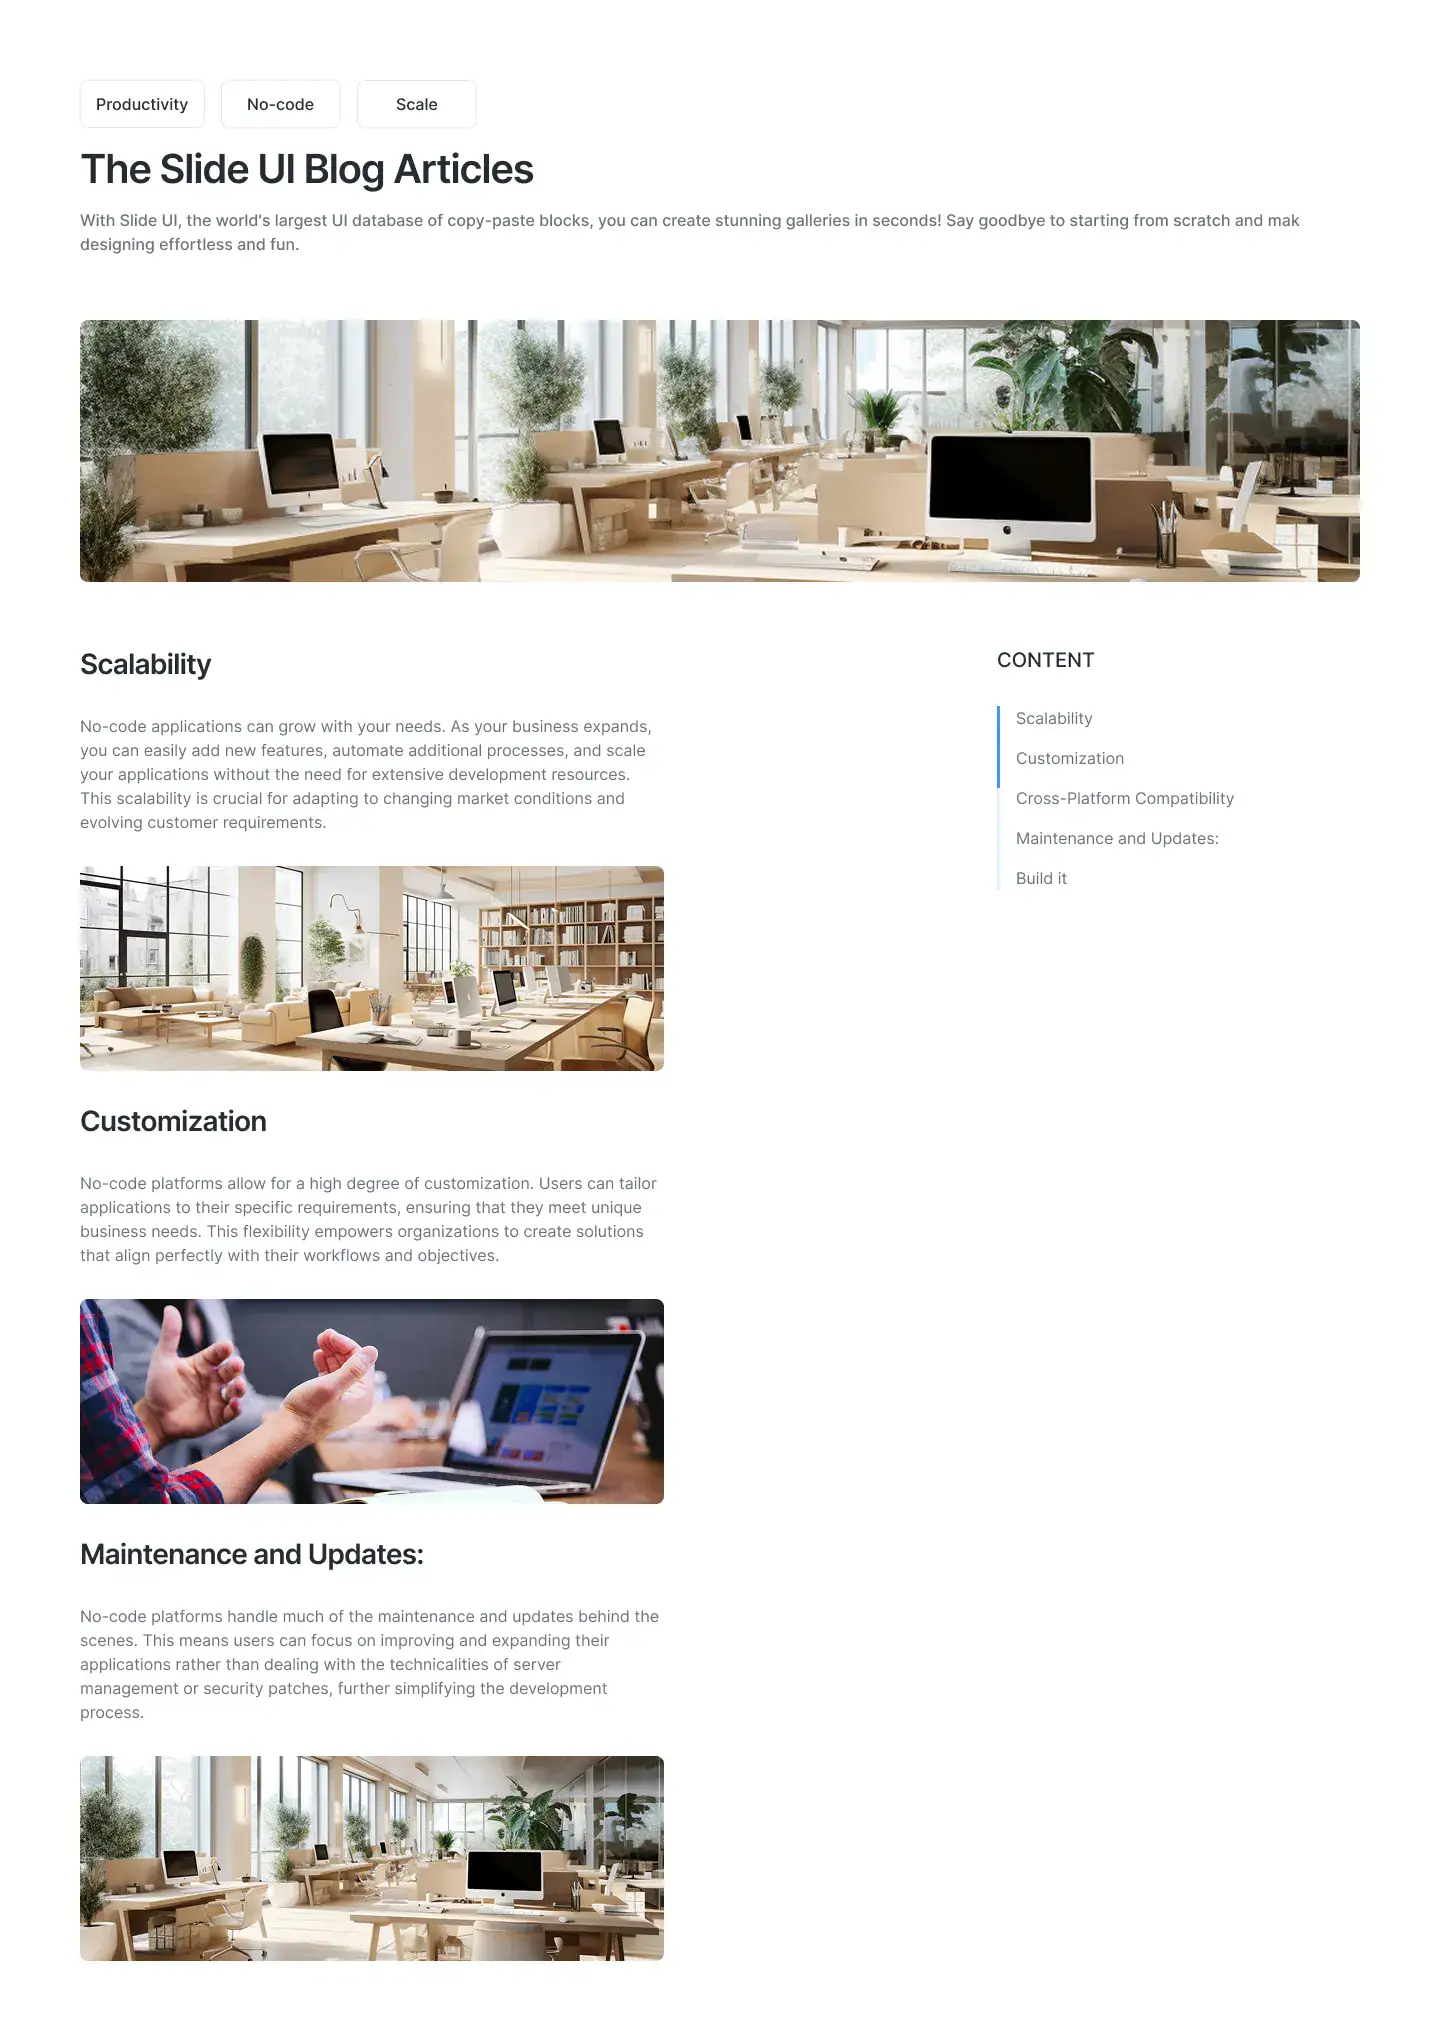 Productivity
No-code
Scale
The Slide UI Blog Articles
With Slide UI, the world's largest UI database of copy-paste blocks, you can create stunning galleries in seconds! Say goodbye to starting from scratch and mak
designing effortless and fun.
Scalability
No-code applications can grow with your needs. As your business expands,
you can easily add new features, automate additional processes, and scale
your applications without the need for extensive development resources.
This scalability is crucial for adapting to changing market conditions and
evolving customer requirements.
Customization
No-code platforms allow for a high degree of customization. Users can tailor
applications to their specific requirements, ensuring that they meet unique
business needs. This flexibility empowers organizations to create solutions
that align perfectly with their workflows and objectives.
Maintenance and Updates:
No-code platforms handle much of the maintenance and updates behind the
scenes. This means users can focus on improving and expanding their
applications rather than dealing with the technicalities of server
management or security patches, further simplifying the development
process.
CONTENT
Scalability
Customization
Cross-Platform Compatibility
Maintenance and Updates:
Build it